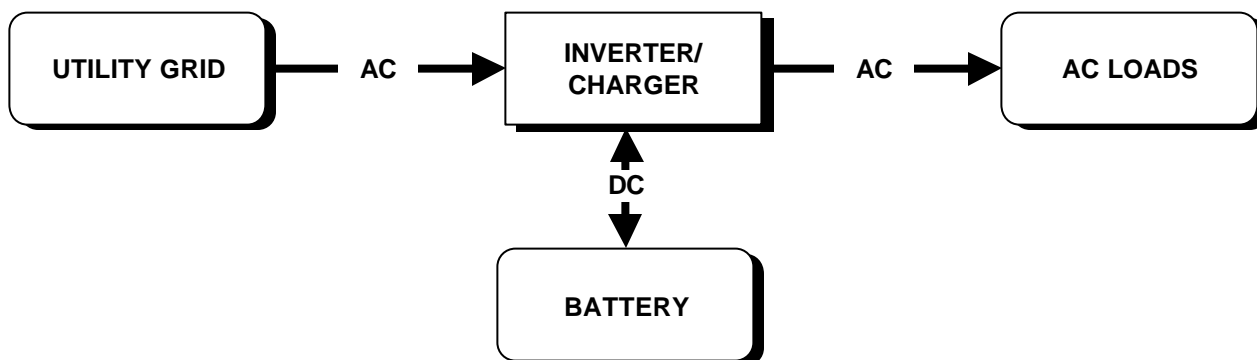 UTILITY GRID
AC
INVERTER/
CHARGER
AC
AC LOADS
DC
BATTERY